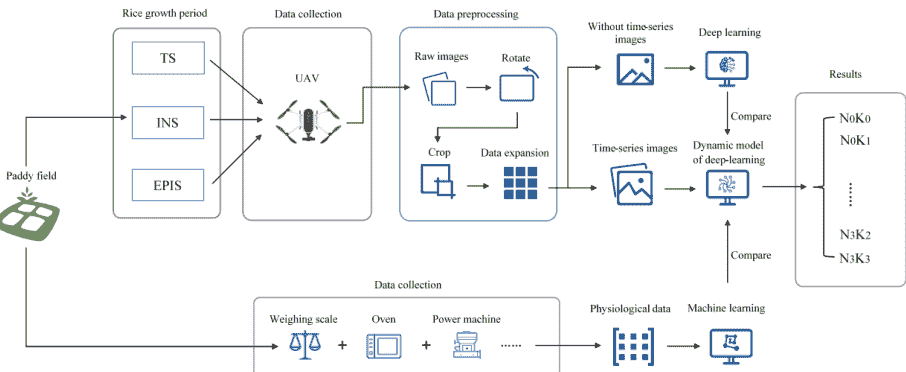 Rice growth period
Data collection
Data preprocessing
Without time-series
images
Deep learning
TS
UAV
Raw images
Rotate
Results
INS
Compare
N0K0
N0K1
Crop
Data expansion
Time-series images
Dynamic model
of deep-learning
Paddy field
EPIS
......
N3K2
N3K3
Compare
Data collection
Weighing scale
Oven
Power machine
Physiological data
Machine learning
+
+
......